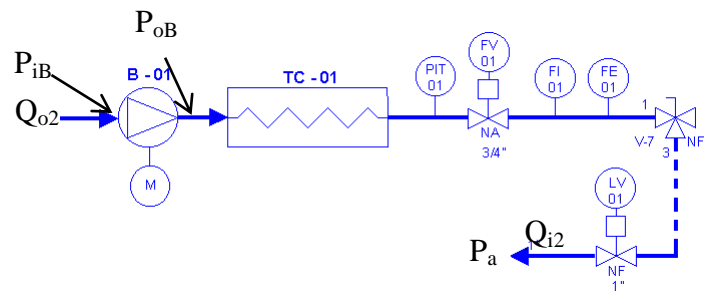 P_oB
P_iB
B - 01
TC - 01
PIT
01
FV
01
FI
01
FE
01
Q_o2
1
V-7
3
NF
NA
3/4"
M
LV
01
Q_i2
P_a
NF
1"